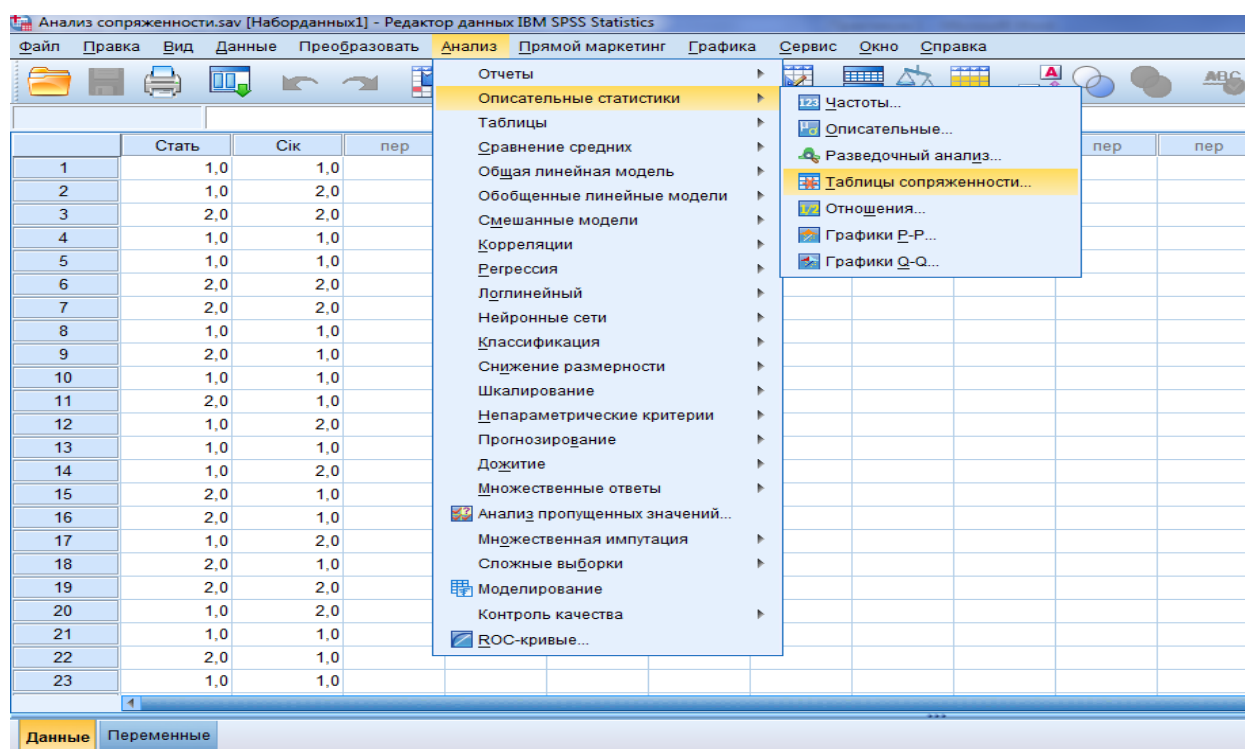 Анализ сопряженности.sav [Наборданных1] - Редактор данных IBM SPSS Statistics
Файл Правка Вид Данные Преобразовать Анализ Прямой маркетинг Графика Сервис Окно Справка
Отчеты
Описательные статистики
Таблицы
Сравнение средних
Общая линейная модель
Обобщенные линейные модели
Смешанные модели
Корреляции
Регрессия
Логлинейный
Нейронные сети
Классификация
Снижение размерности
Шкалирование
Непараметрические критерии
Прогнозирование
Дожитие
Множественные ответы
Анализ пропущенных значений...
Множественная импутация
Сложные выборки
Моделирование
Контроль качества
ROC-кривые...
Частоты...
Описательные...
Разведочный анализ...
Таблицы сопряженности...
Отношения...
Графики P-P...
Графики Q-Q...
Стать Сік пер пер пер
1 1,0 1,0
2 1,0 2,0
3 2,0 2,0
4 1,0 1,0
5 1,0 1,0
6 2,0 2,0
7 2,0 2,0
8 1,0 1,0
9 2,0 1,0
10 1,0 1,0
11 2,0 1,0
12 1,0 2,0
13 1,0 1,0
14 1,0 2,0
15 2,0 1,0
16 2,0 1,0
17 1,0 2,0
18 2,0 1,0
19 2,0 2,0
20 1,0 2,0
21 1,0 1,0
22 2,0 1,0
23 1,0 1,0
Данные Переменные